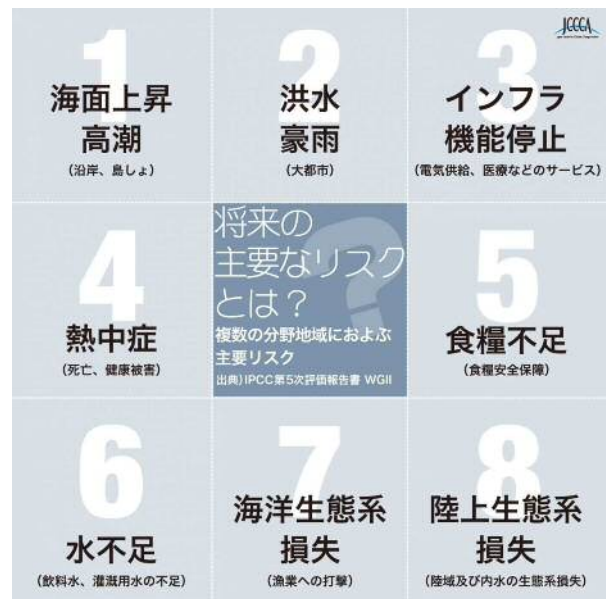 JCCCA
1
海面上昇
高潮
(沿岸、島しょ)
2
洪水
豪雨
(大都市)
3
インフラ
機能停止
(電気供給、医療などのサービス)
4
熱中症
(死亡、健康被害)
将来の
主要なリスク
とは？
複数の分野地域におよぶ
主要リスク
出典)IPCC第5次評価報告書 WGII
?
5
食糧不足
(食糧安全保障)
6
水不足
(飲料水、灌漑用水の不足)
7
海洋生態系
損失
(漁業への打撃)
8
陸上生態系
損失
(陸域及び内水の生態系損失)